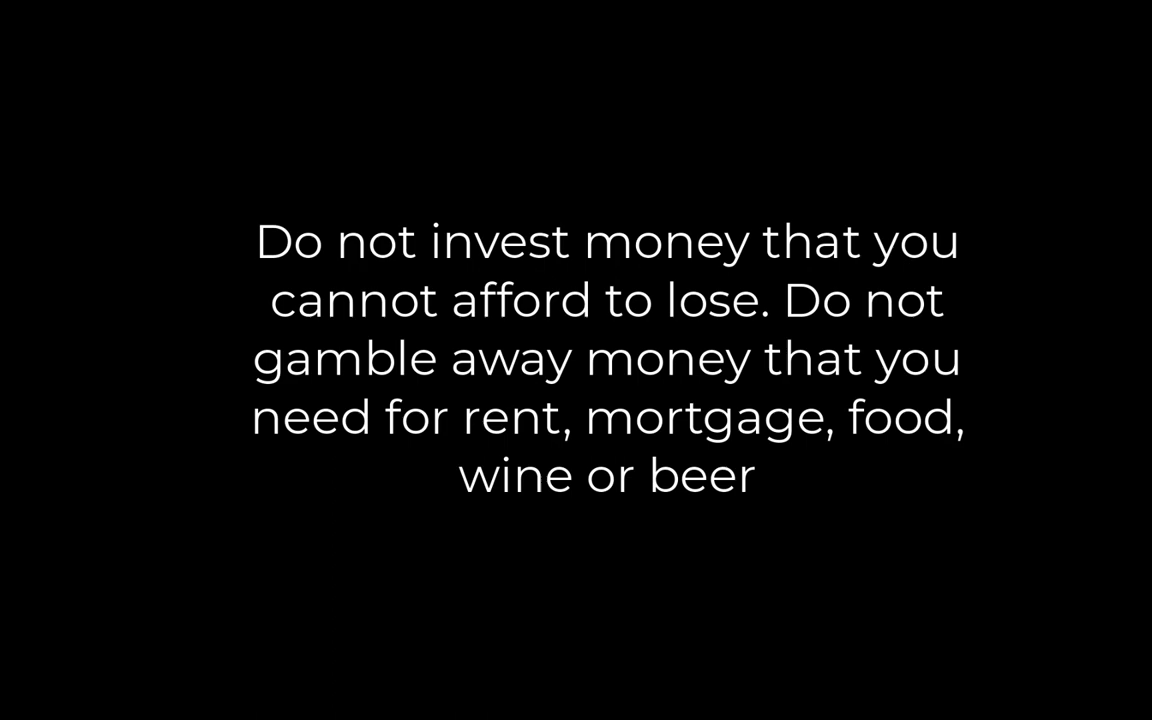 Do not invest money that you
cannot afford to lose. Do not
gamble away money that you
need for rent, mortgage, food,
wine or beer